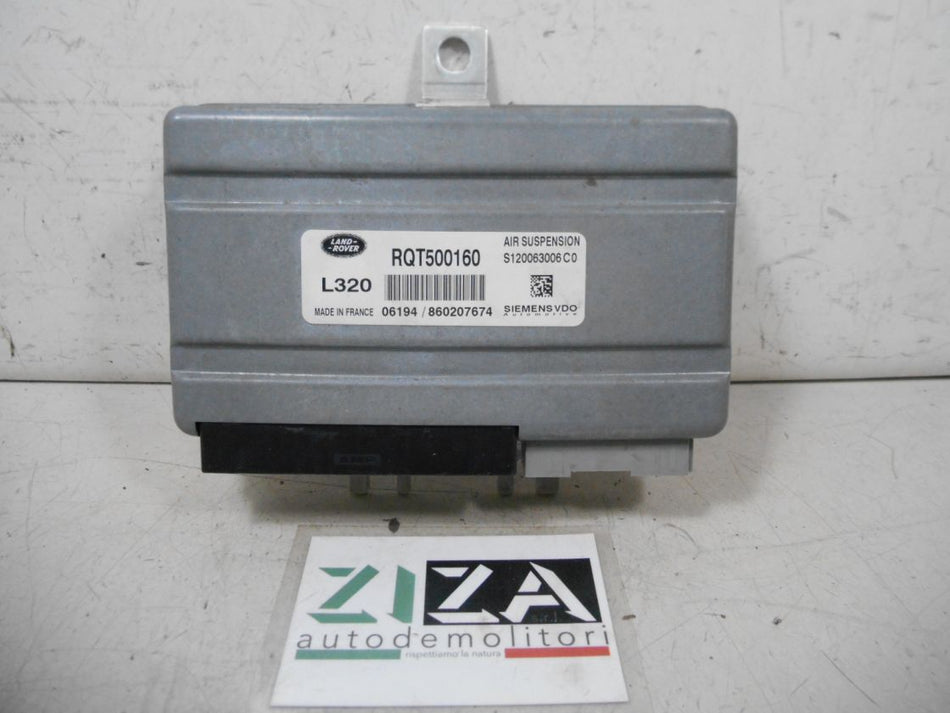 LAND-
-ROVER
RQT500160
AIR SUSPENSION
S120063006C0
L320
MADE IN FRANCE 06194 / 860207674
SIEMENS VDO
Automotive
AMP
ZIZA
autodemolitori
rispettiamo la natura